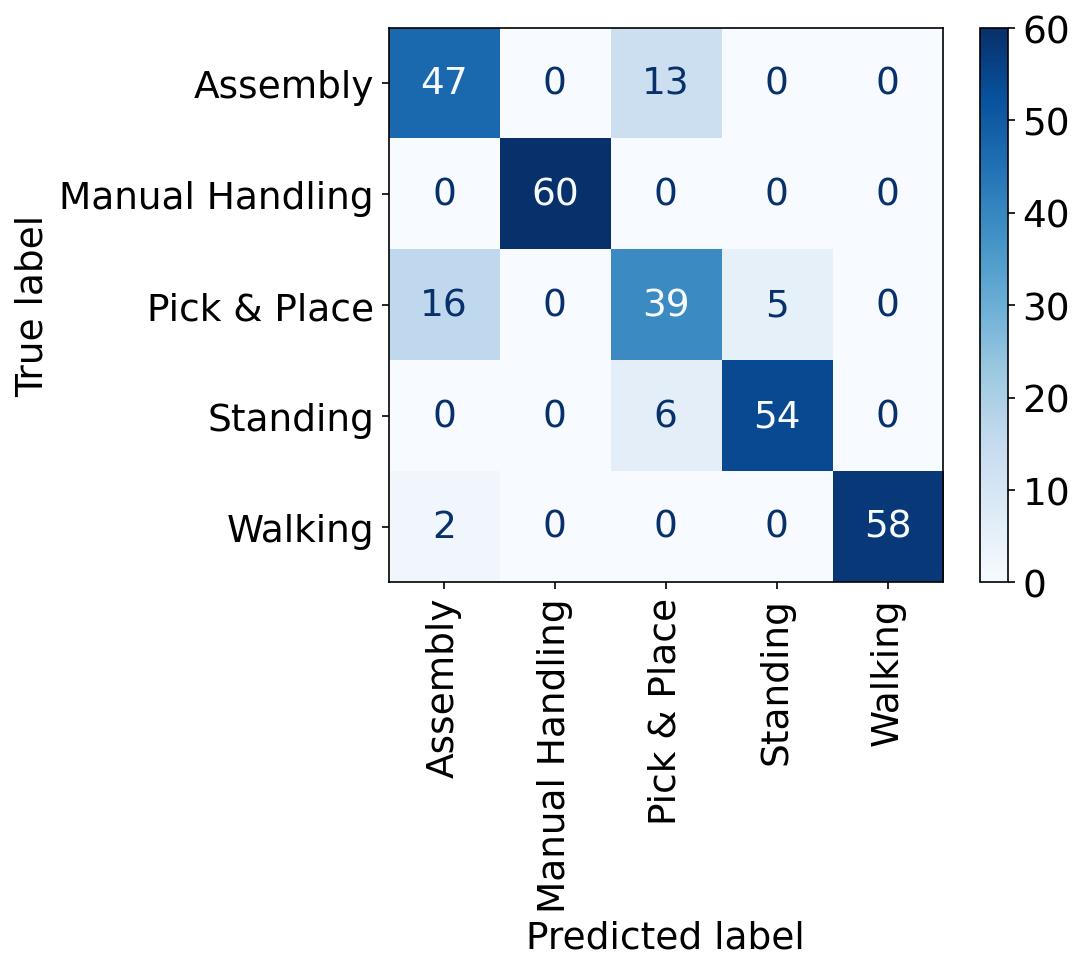 True label
Assembly 47 0 13 0 0
Manual Handling 0 60 0 0 0
Pick & Place 16 0 39 5 0
Standing 0 0 6 54 0
Walking 2 0 0 0 58
Assembly
Manual Handling
Pick & Place
Standing
Walking
Predicted label
60
50
40
30
20
10
0